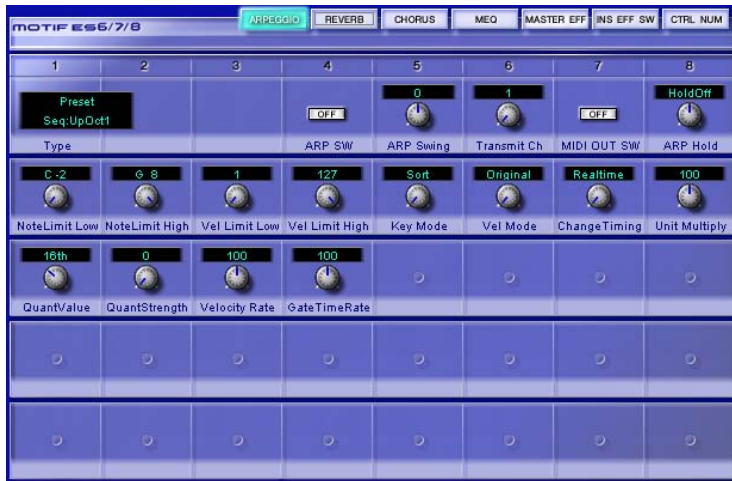 MOTIF ES6/7/8 ARPEGGIO REVERB CHORUS MEQ MASTER EFF INS EFF SW CTRL NUM
1 2 3 4 5 6 7 8
Preset
Seq:UpOct1
OFF 0 1 OFF HoldOff
Type ARP SW ARP Swing Transmit Ch MIDI OUT SW ARP Hold
C -2 G 8 1 127 Sort Original Realtime 100
NoteLimit Low NoteLimit High Vel Limit Low Vel Limit High Key Mode Vel Mode ChangeTiming Unit Multiply
16th 0 100 100
QuantValue QuantStrength Velocity Rate GateTimeRate